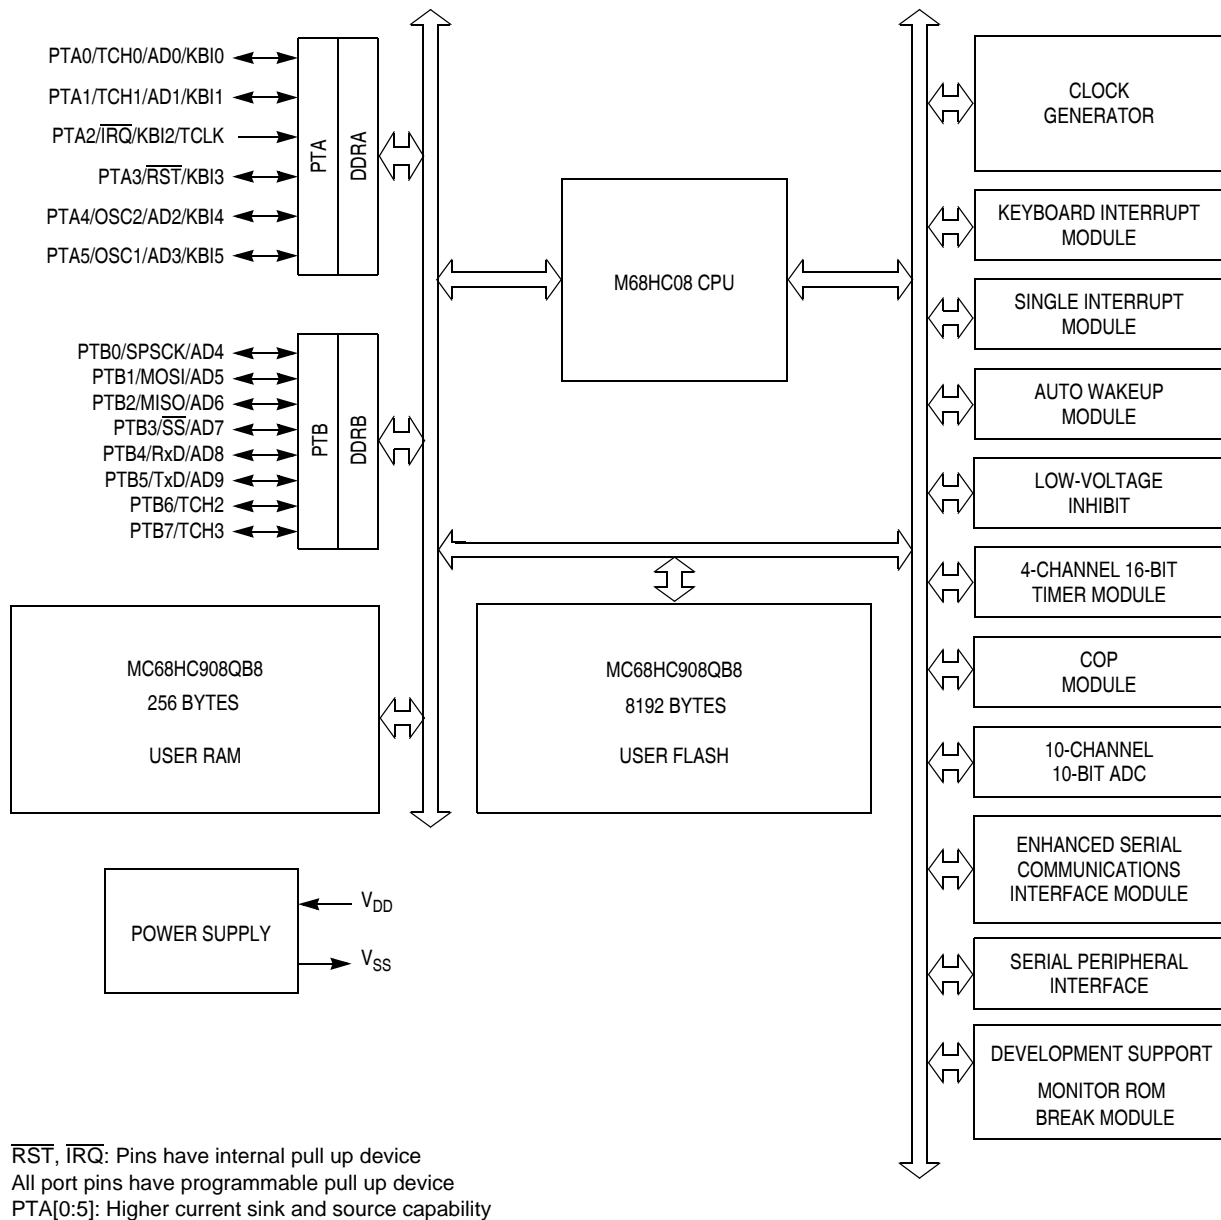 PTA0/TCH0/AD0/KBI0
PTA1/TCH1/AD1/KBI1
PTA2/I̅R̅Q̅/KBI2/TCLK
PTA3/R̅S̅T̅/KBI3
PTA4/OSC2/AD2/KBI4
PTA5/OSC1/AD3/KBI5
PTA
DDRA
PTB0/SPSCK/AD4
PTB1/MOSI/AD5
PTB2/MISO/AD6
PTB3/S̅S̅/AD7
PTB4/RxD/AD8
PTB5/TxD/AD9
PTB6/TCH2
PTB7/TCH3
PTB
DDRB
M68HC08 CPU
MC68HC908QB8
256 BYTES
USER RAM
MC68HC908QB8
8192 BYTES
USER FLASH
POWER SUPPLY
VDD
VSS
CLOCK
GENERATOR
KEYBOARD INTERRUPT
MODULE
SINGLE INTERRUPT
MODULE
AUTO WAKEUP
MODULE
LOW-VOLTAGE
INHIBIT
4-CHANNEL 16-BIT
TIMER MODULE
COP
MODULE
10-CHANNEL
10-BIT ADC
ENHANCED SERIAL
COMMUNICATIONS
INTERFACE MODULE
SERIAL PERIPHERAL
INTERFACE
DEVELOPMENT SUPPORT
MONITOR ROM
BREAK MODULE
R̅S̅T̅, I̅R̅Q̅: Pins have internal pull up device
All port pins have programmable pull up device
PTA[0:5]: Higher current sink and source capability